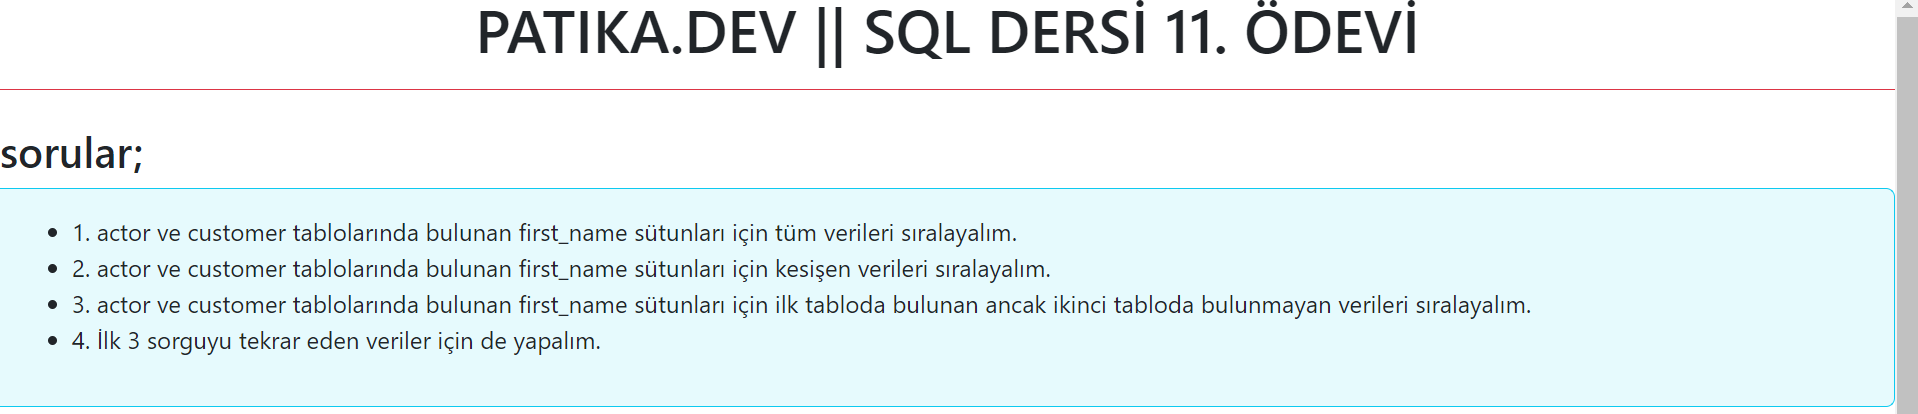 PATIKA.DEV || SQL DERSİ 11. ÖDEVİ
sorular;
• 1. actor ve customer tablolarında bulunan first_name sütunları için tüm verileri sıralayalım.
• 2. actor ve customer tablolarında bulunan first_name sütunları için kesişen verileri sıralayalım.
• 3. actor ve customer tablolarında bulunan first_name sütunları için ilk tabloda bulunan ancak ikinci tabloda bulunmayan verileri sıralayalım.
• 4. İlk 3 sorguyu tekrar eden veriler için de yapalım.